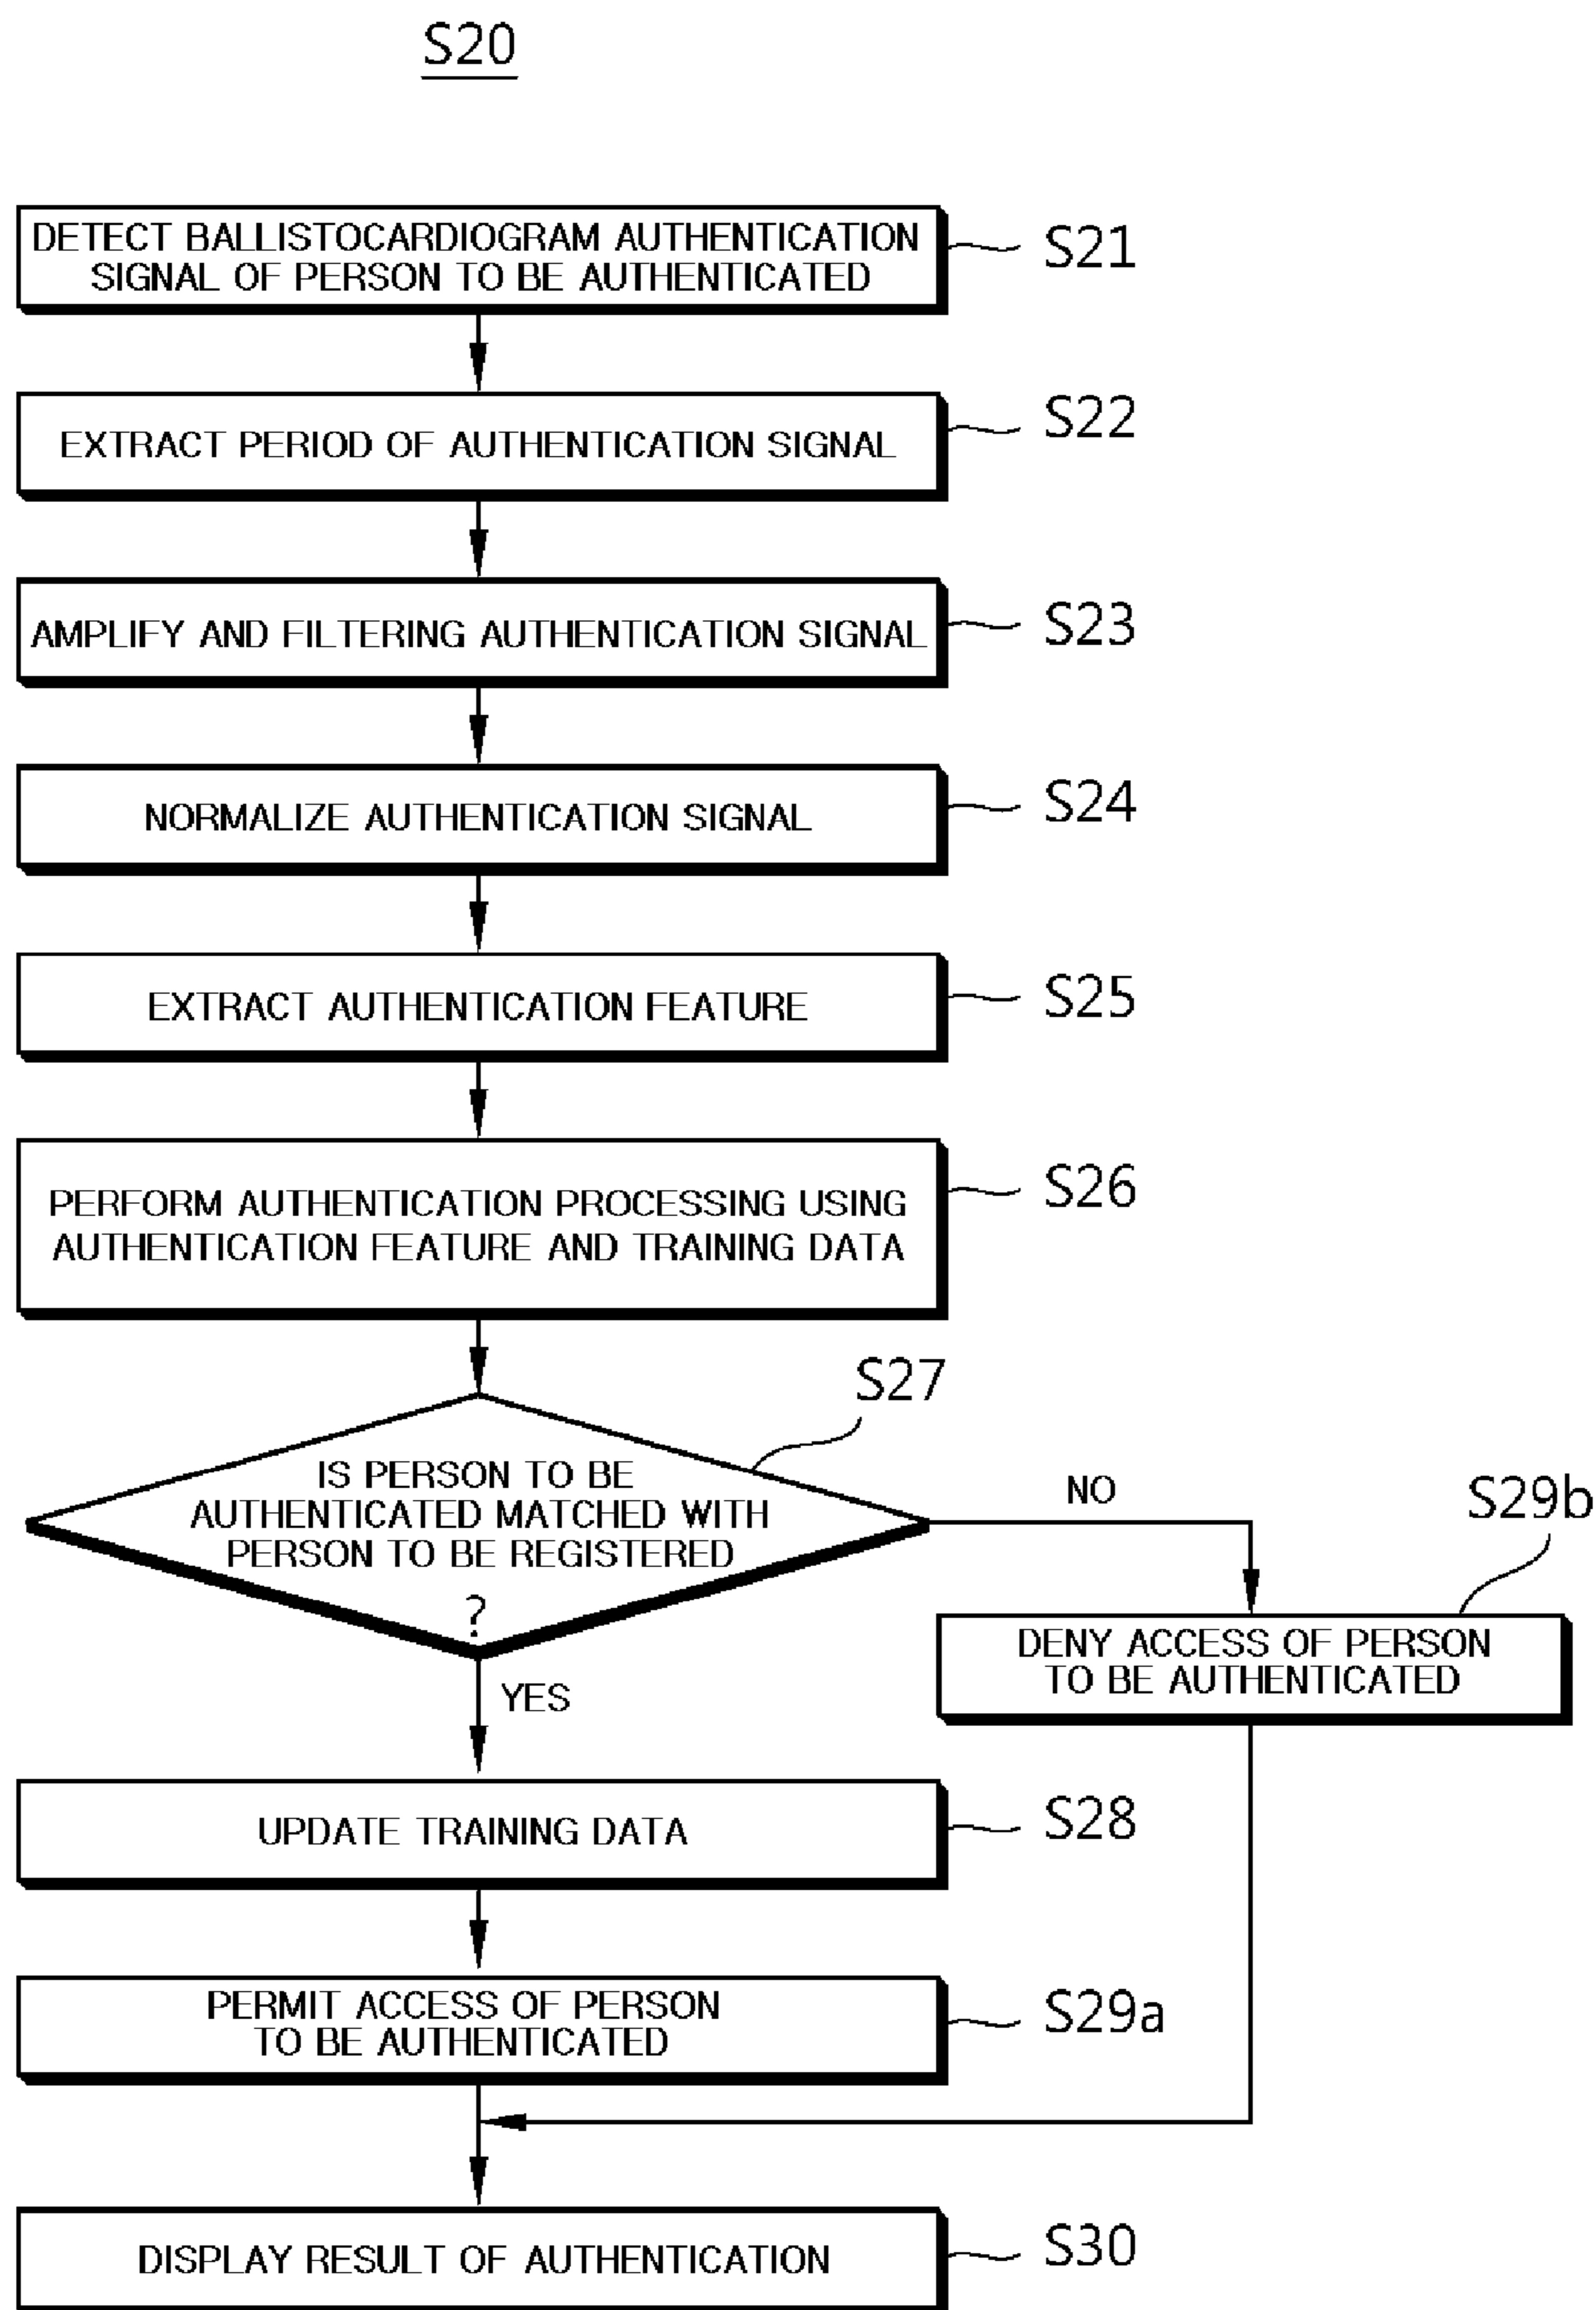 S20
DETECT BALLISTOCARDIOGRAM AUTHENTICATION
SIGNAL OF PERSON TO BE AUTHENTICATED
S21
EXTRACT PERIOD OF AUTHENTICATION SIGNAL
S22
AMPLIFY AND FILTERING AUTHENTICATION SIGNAL
S23
NORMALIZE AUTHENTICATION SIGNAL
S24
EXTRACT AUTHENTICATION FEATURE
S25
PERFORM AUTHENTICATION PROCESSING USING
AUTHENTICATION FEATURE AND TRAINING DATA
S26
S27
IS PERSON TO BE
AUTHENTICATED MATCHED WITH
PERSON TO BE REGISTERED
?
NO
S29b
DENY ACCESS OF PERSON
TO BE AUTHENTICATED
YES
UPDATE TRAINING DATA
S28
PERMIT ACCESS OF PERSON
TO BE AUTHENTICATED
S29a
DISPLAY RESULT OF AUTHENTICATION
S30